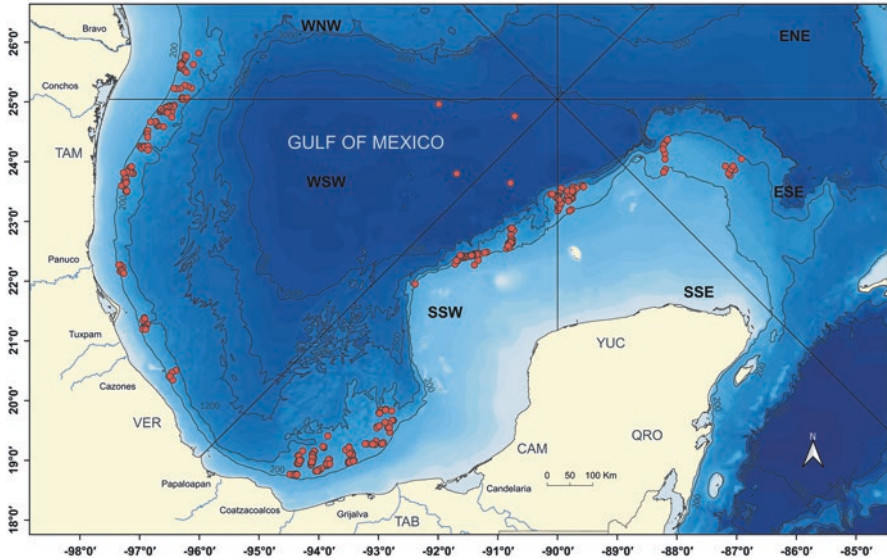 26°0'
25°0'
24°0'
23°0'
22°0'
21°0'
20°0'
19°0'
18°0'
Bravo
Conchos
TAM
Panuco
Tuxpam
Cazones
VER
Papaloapan
Coatzacoalcos
Grijalva
TAB
Candelaria
CAM
YUC
QRO
WNW
ENE
GULF OF MEXICO
WSW
ESE
SSW
SSE
200
200
1200
200
200
200
200
N
0 50 100 Km
-98°0' -97°0' -96°0' -95°0' -94°0' -93°0' -92°0' -91°0' -90°0' -89°0' -88°0' -87°0' -86°0' -85°0'